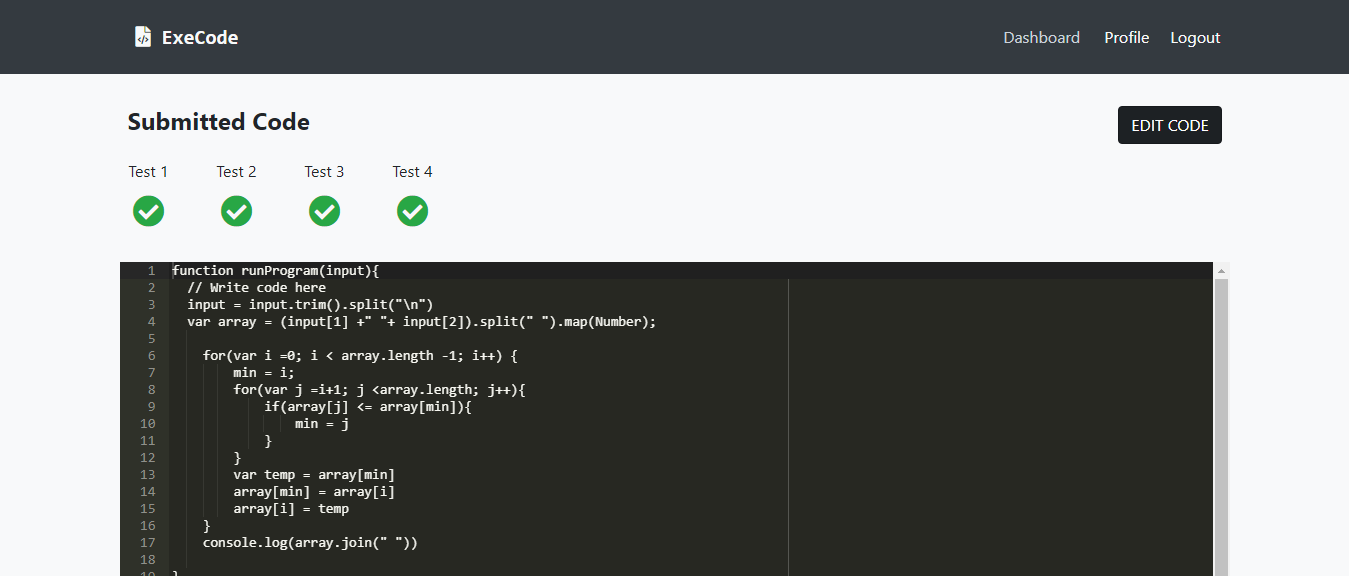 ExeCode Dashboard Profile Logout
Submitted Code EDIT CODE
Test 1 Test 2 Test 3 Test 4
1 function runProgram(input){
2 // Write code here
3 input = input.trim().split("\n")
4 var array = (input[1] +" "+ input[2]).split(" ").map(Number);
5
6 for(var i =0; i < array.length -1; i++) {
7 min = i;
8 for(var j =i+1; j <array.length; j++){
9 if(array[j] <= array[min]){
10 min = j
11 }
12 }
13 var temp = array[min]
14 array[min] = array[i]
15 array[i] = temp
16 }
17 console.log(array.join(" "))
18